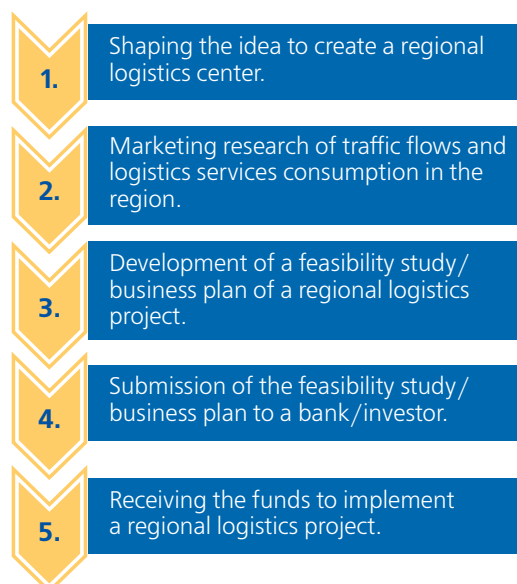 1.
Shaping the idea to create a regional
logistics center.
2.
Marketing research of traffic flows and
logistics services consumption in the
region.
3.
Development of a feasibility study/
business plan of a regional logistics
project.
4.
Submission of the feasibility study/
business plan to a bank/investor.
5.
Receiving the funds to implement
a regional logistics project.